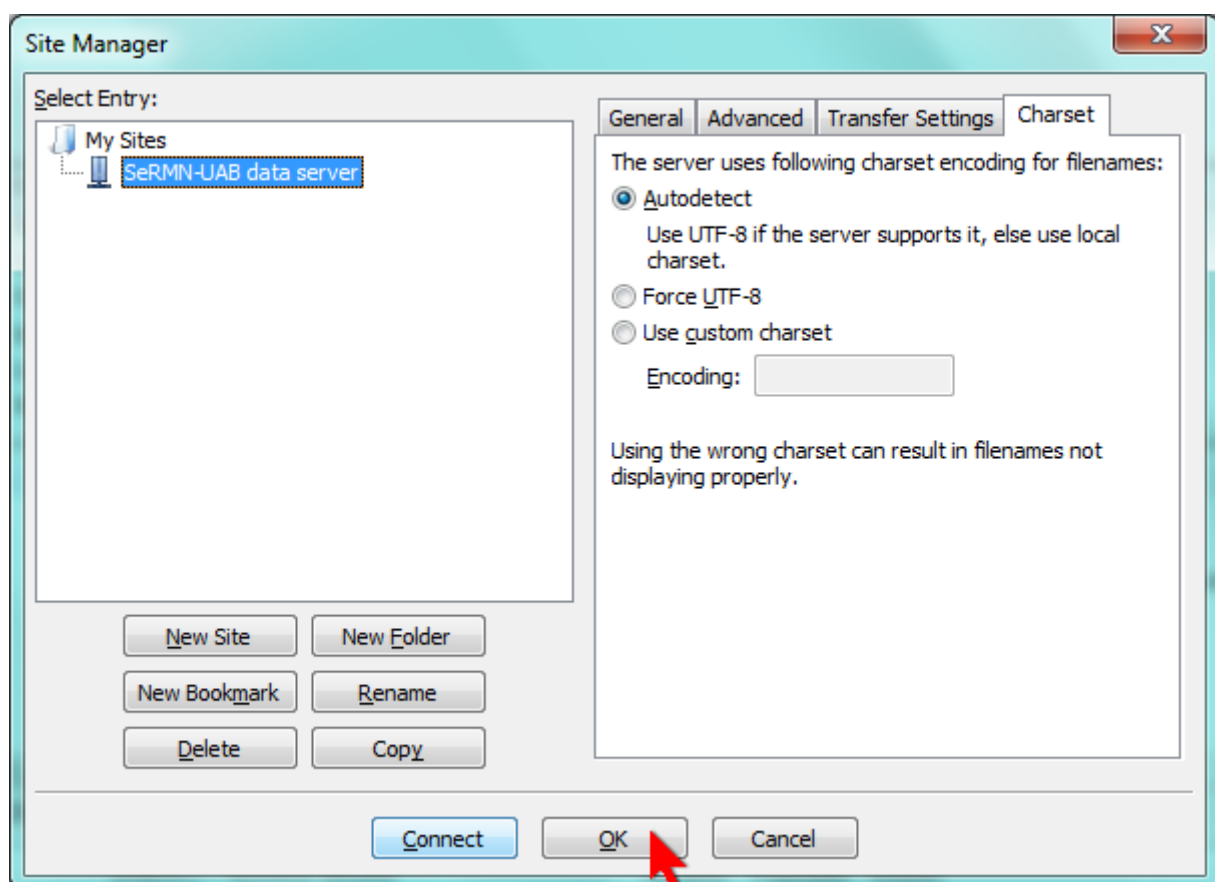 Site Manager
Select Entry:
My Sites
SeRMN-UAB data server
New Site
New Folder
New Bookmark
Rename
Delete
Copy
General
Advanced
Transfer Settings
Charset
The server uses following charset encoding for filenames:
Autodetect
Use UTF-8 if the server supports it, else use local
charset.
Force UTF-8
Use custom charset
Encoding:
Using the wrong charset can result in filenames not
displaying properly.
Connect
OK
Cancel